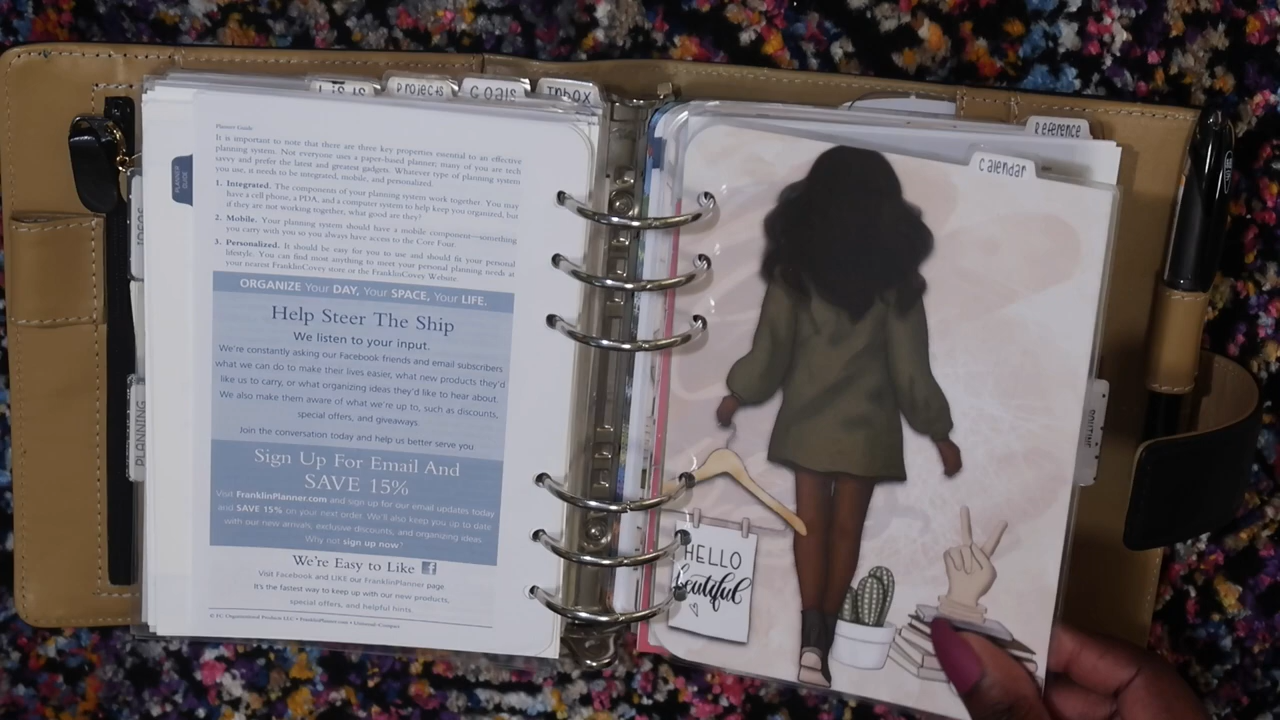 Lists
Projects
Goals
Inbox
Planner Guide
It is important to note that there are three key properties essential to an effective
planning system. Not everyone uses a paper-based planner; many of you are tech
savvy and prefer the latest and greatest gadgets. Whatever type of planning system
you use, it needs to be integrated, mobile, and personalized.
1. Integrated. The components of your planning system work together. You may
have a cell phone, a PDA, and a computer system to help keep you organized, but
if they are not working together, what good are they?
2. Mobile. Your planning system should have a mobile component—something
you carry with you so you always have access to the Core Four.
3. Personalized. It should be easy for you to use and should fit your personal
lifestyle. You can find most anything to meet your personal planning needs at
your nearest FranklinCovey store or the FranklinCovey Website.
PLANNER
GUIDE
ORGANIZE Your DAY, Your SPACE, Your LIFE.
Help Steer The Ship
We listen to your input.
We're constantly asking our Facebook friends and email subscribers
what we can do to make their lives easier, what new products they'd
like us to carry, or what organizing ideas they'd like to hear about.
We also make them aware of what we're up to, such as discounts,
special offers, and giveaways.
Join the conversation today and help us better serve you
Sign Up For Email And
SAVE 15%
Visit FranklinPlanner.com and sign up for our email updates today
and SAVE 15% on your next order. We'll also keep you up to date
with our new arrivals, exclusive discounts, and organizing ideas.
Why not sign up now?
We're Easy to Like f
Visit Facebook and LIKE our FranklinPlanner page.
It's the fastest way to keep up with our new products,
special offers, and helpful hints.
PLANNING
Reference
Calendar
HELLO
beautiful